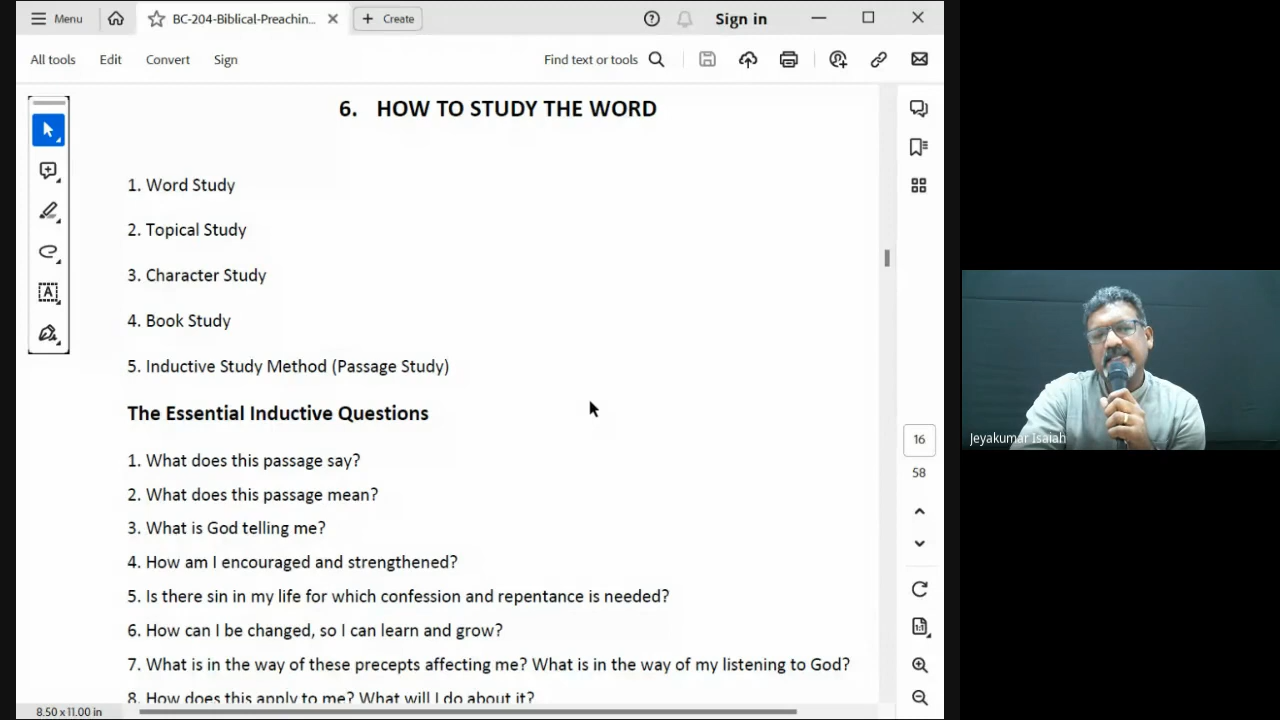 Menu
BC-204-Biblical-Preachin...
Create
Sign in
All tools
Edit
Convert
Sign
Find text or tools
6. HOW TO STUDY THE WORD
1. Word Study
2. Topical Study
3. Character Study
4. Book Study
5. Inductive Study Method (Passage Study)
The Essential Inductive Questions
1. What does this passage say?
2. What does this passage mean?
3. What is God telling me?
4. How am I encouraged and strengthened?
5. Is there sin in my life for which confession and repentance is needed?
6. How can I be changed, so I can learn and grow?
7. What is in the way of these precepts affecting me? What is in the way of my listening to God?
8. How does this apply to me? What will I do about it?
8.50 x 11.00 in
16
58
Jeyakumar Isaiah